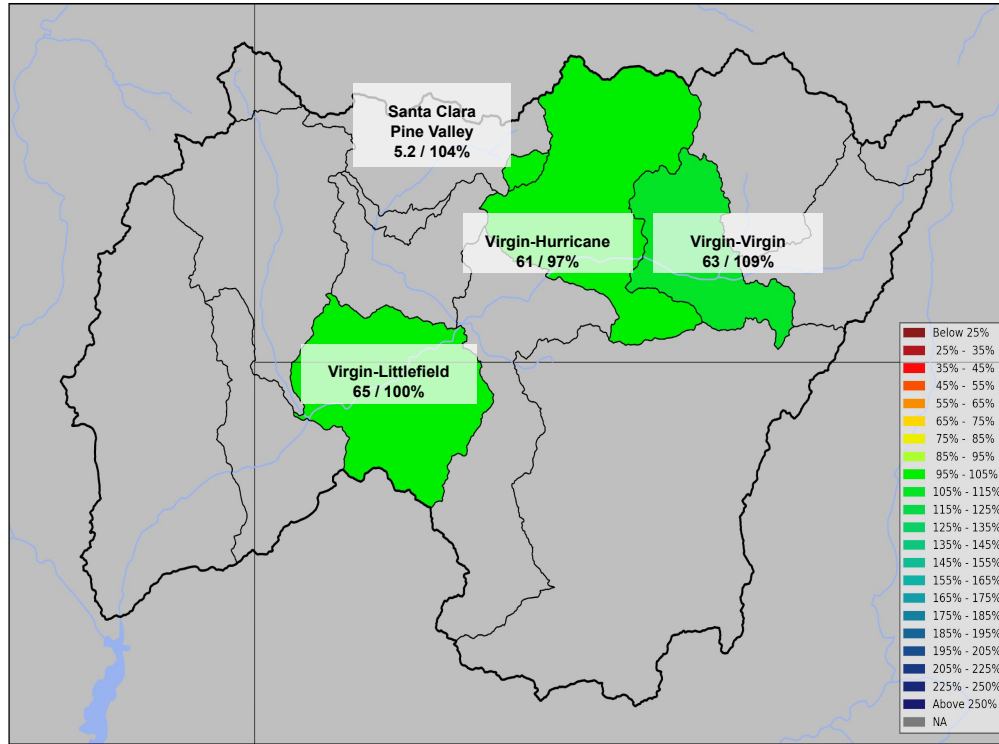 Santa Clara
Pine Valley
5.2 / 104%
Virgin-Hurricane
61 / 97%
Virgin-Virgin
63 / 109%
Virgin-Littlefield
65 / 100%
Below 25%
25% - 35%
35% - 45%
45% - 55%
55% - 65%
65% - 75%
75% - 85%
85% - 95%
95% - 105%
105% - 115%
115% - 125%
125% - 135%
135% - 145%
145% - 155%
155% - 165%
165% - 175%
175% - 185%
185% - 195%
195% - 205%
205% - 225%
225% - 250%
Above 250%
NA